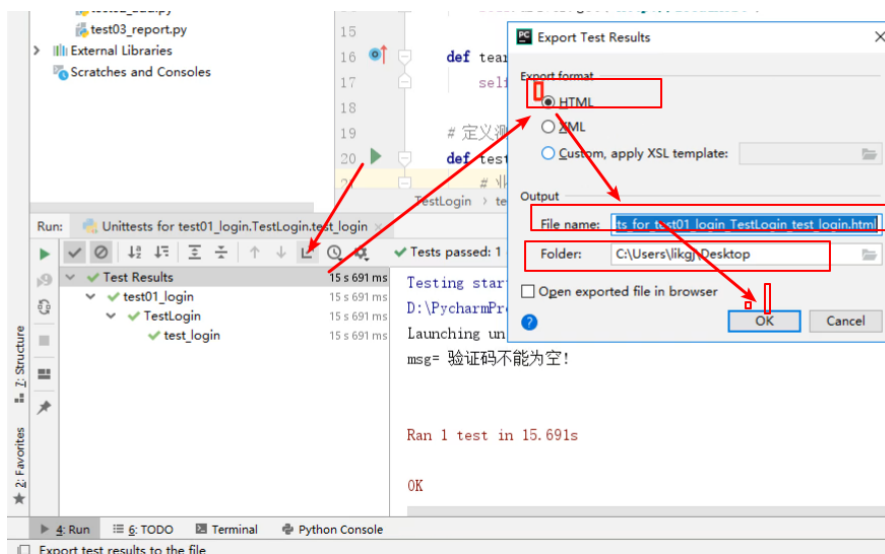 test03_report.py
External Libraries
Scratches and Consoles
15
16
17
18
19
20
def
self
# 定义测
def test
TestLogin
Export Test Results
Export format
HTML
XML
Custom, apply XSL template:
Output
File name: ts_for_test01_login_TestLogin_test_login.html
Folder: C:\Users\likgj\Desktop
Open exported file in browser
OK Cancel
Run: Unittests for test01_login.TestLogin.test_login
Tests passed: 1
Test Results 15 s 691 ms
test01_login 15 s 691 ms
TestLogin 15 s 691 ms
test_login 15 s 691 ms
Testing star
D:\PycharmPr
Launching un
msg= 验证码不能为空!
Ran 1 test in 15.691s
OK
Z: Structure
2: Favorites
4: Run 6: TODO Terminal Python Console
Export test results to the file